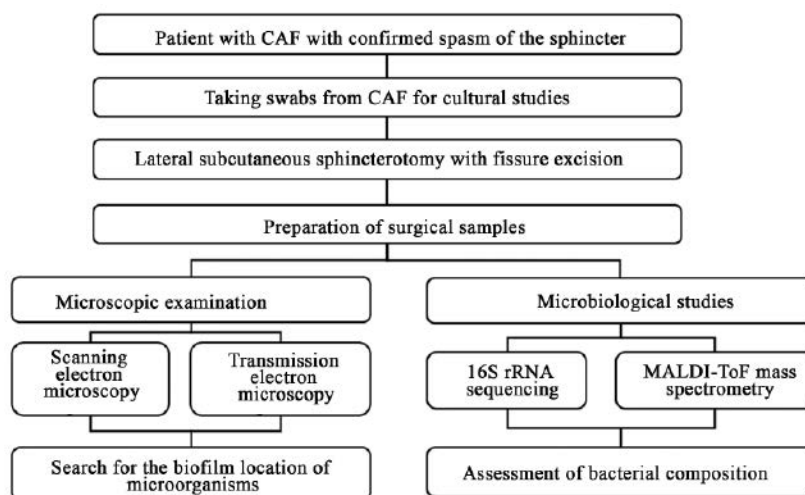 Patient with CAF with confirmed spasm of the sphincter
Taking swabs from CAF for cultural studies
Lateral subcutaneous sphincterotomy with fissure excision
Preparation of surgical samples
Microscopic examination
Microbiological studies
Scanning
electron
microscopy
Transmission
electron
microscopy
16S rRNA
sequencing
MALDI-ToF mass
spectrometry
Search for the biofilm location of
microorganisms
Assessment of bacterial composition